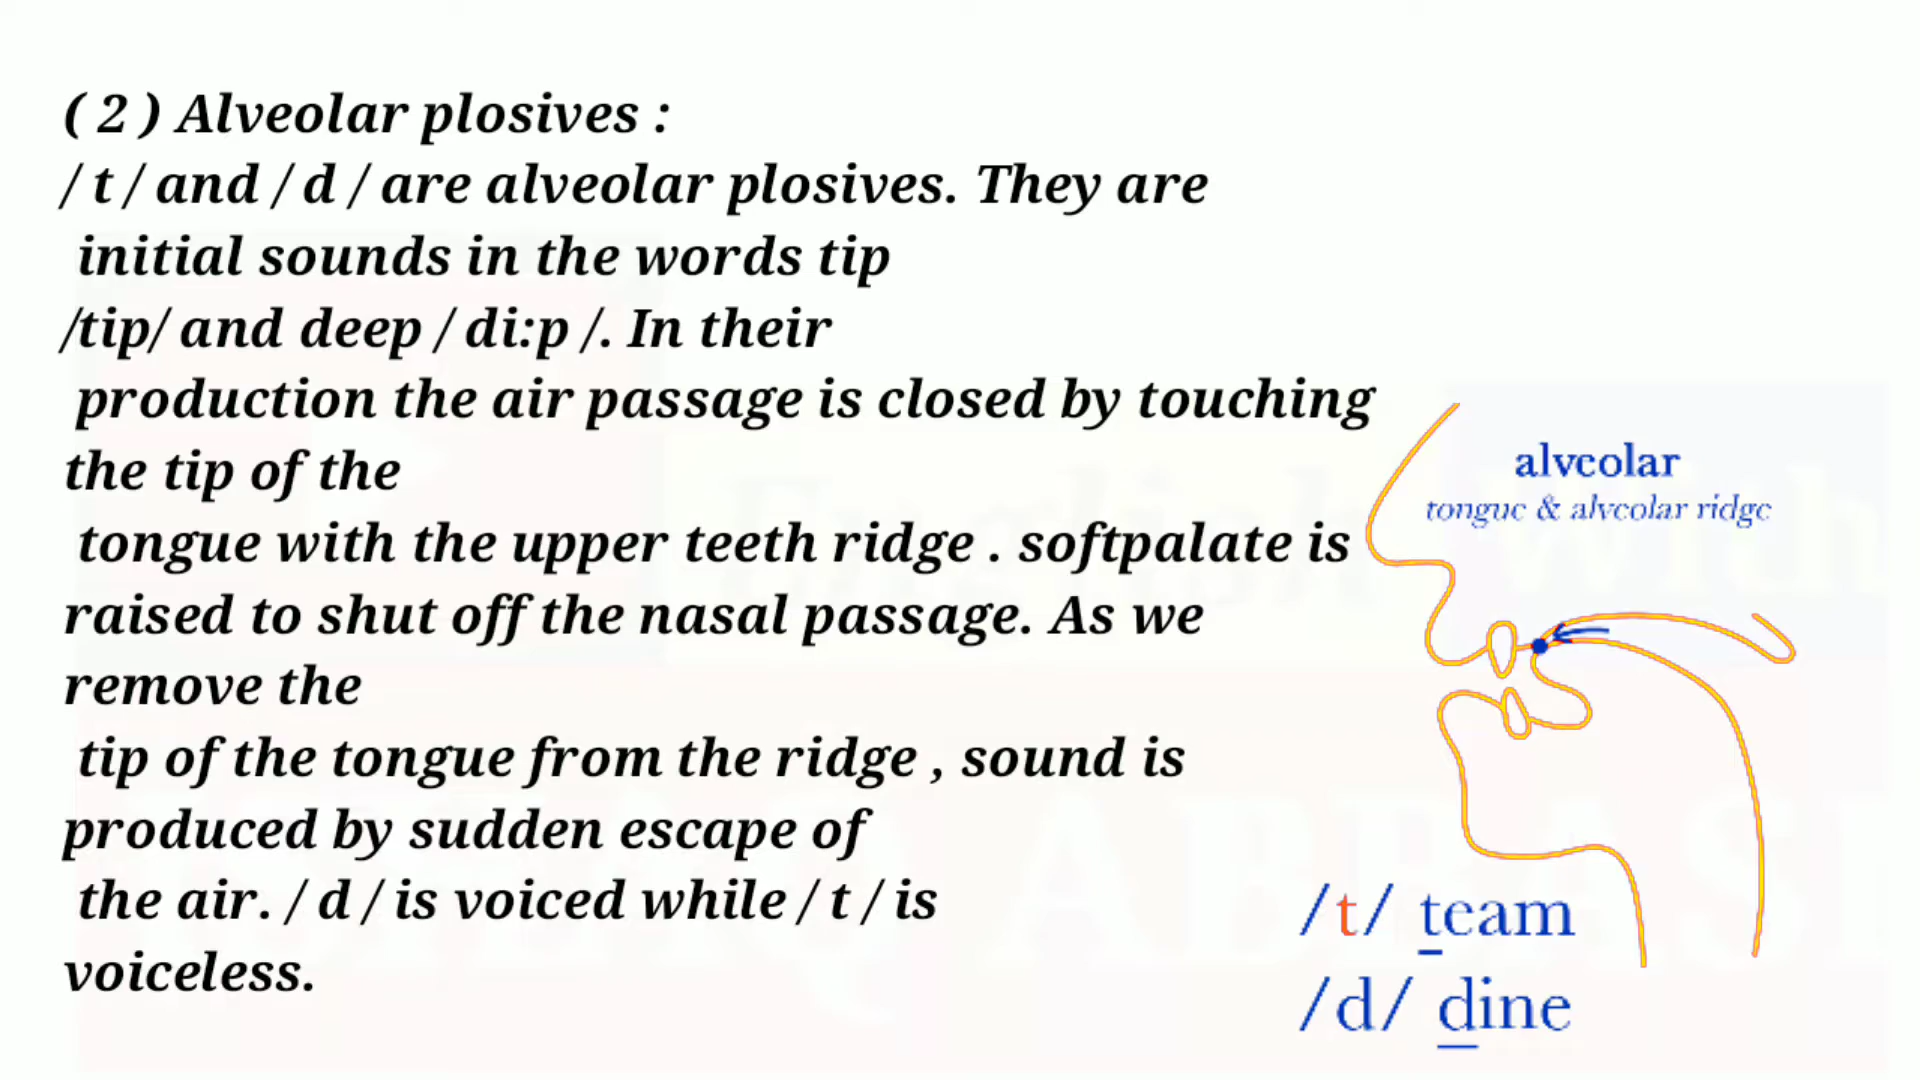 ( 2 ) Alveolar plosives :
/ t / and / d / are alveolar plosives. They are
initial sounds in the words tip
/tip/ and deep / di:p /. In their
production the air passage is closed by touching
the tip of the
tongue with the upper teeth ridge . softpalate is
raised to shut off the nasal passage. As we
remove the
tip of the tongue from the ridge , sound is
produced by sudden escape of
the air. / d / is voiced while / t / is
voiceless.
alveolar
tongue & alveolar ridge
/t/ team
/d/ dine
English With